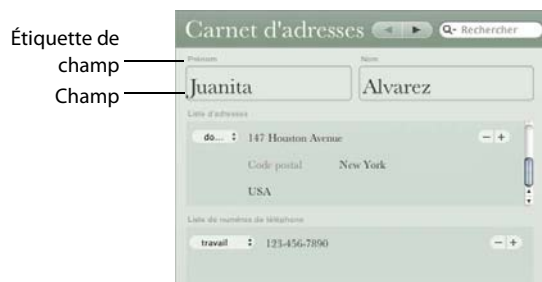 Carnet d'adresses
Q- Rechercher
Étiquette de
champ
Champ
Prénom
Nom
Juanita
Alvarez
Liste d'adresses
do...
147 Houston Avenue
Code postal
New York
USA
Liste de numéros de téléphone
travail
123-456-7890